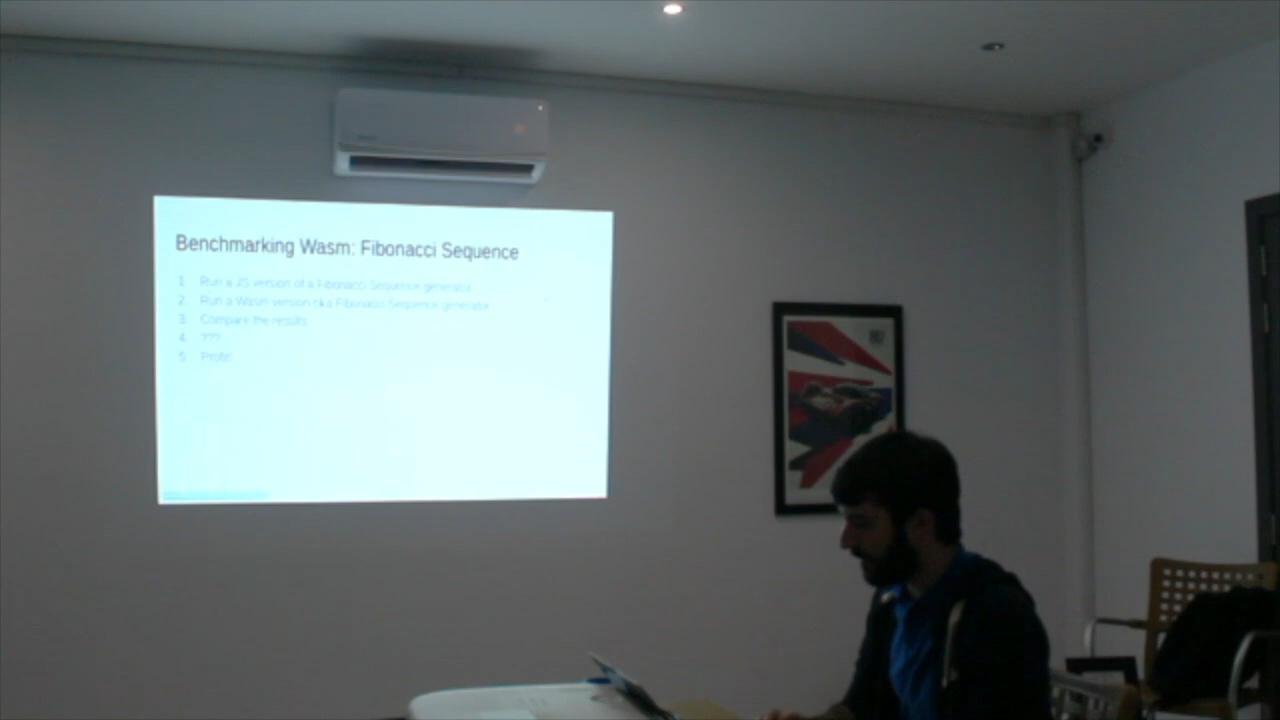 Benchmarking Wasm: Fibonacci Sequence
1. Run a JS version of a Fibonacci Sequence generator
2. Run a Wasm version of a Fibonacci Sequence generator
3. Compare the results
4. ???
5. Profit!